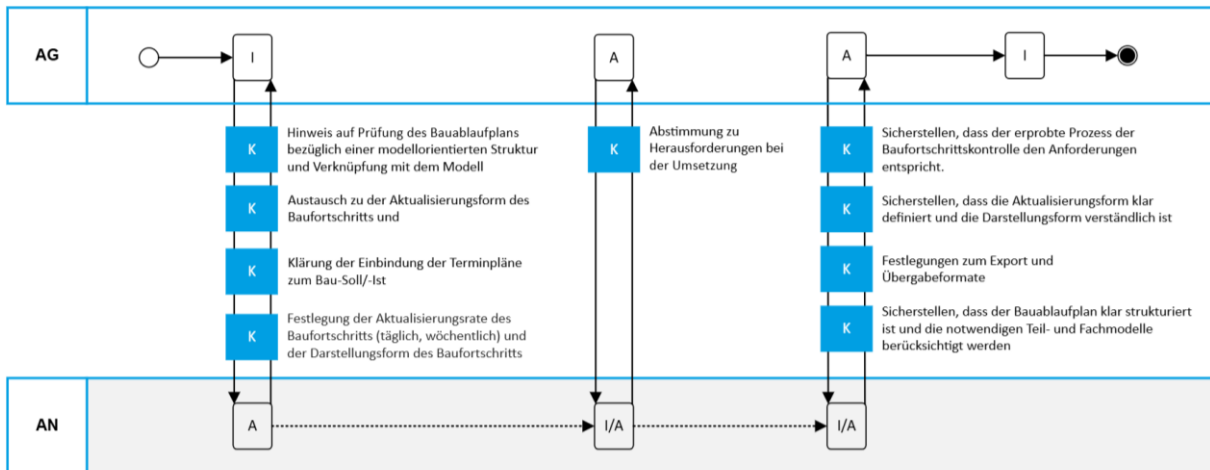 AG
I
A
A
I
K
Hinweis auf Prüfung des Bauablaufplans
bezüglich einer modellorientierten Struktur
und Verknüpfung mit dem Modell
K
Austausch zu der Aktualisierungsform des
Baufortschritts und
K
Klärung der Einbindung der Terminpläne
zum Bau-Soll/-Ist
K
Festlegung der Aktualisierungsrate des
Baufortschritts (täglich, wöchentlich) und
der Darstellungsform des Baufortschritts
K
Abstimmung zu
Herausforderungen bei
der Umsetzung
K
Sicherstellen, dass der erprobte Prozess der
Baufortschrittskontrolle den Anforderungen
entspricht.
K
Sicherstellen, dass die Aktualisierungsform klar
definiert und die Darstellungsform verständlich ist
K
Festlegungen zum Export und
Übergabeformate
K
Sicherstellen, dass der Bauablaufplan klar strukturiert
ist und die notwendigen Teil- und Fachmodelle
berücksichtigt werden
AN
A
I/A
I/A